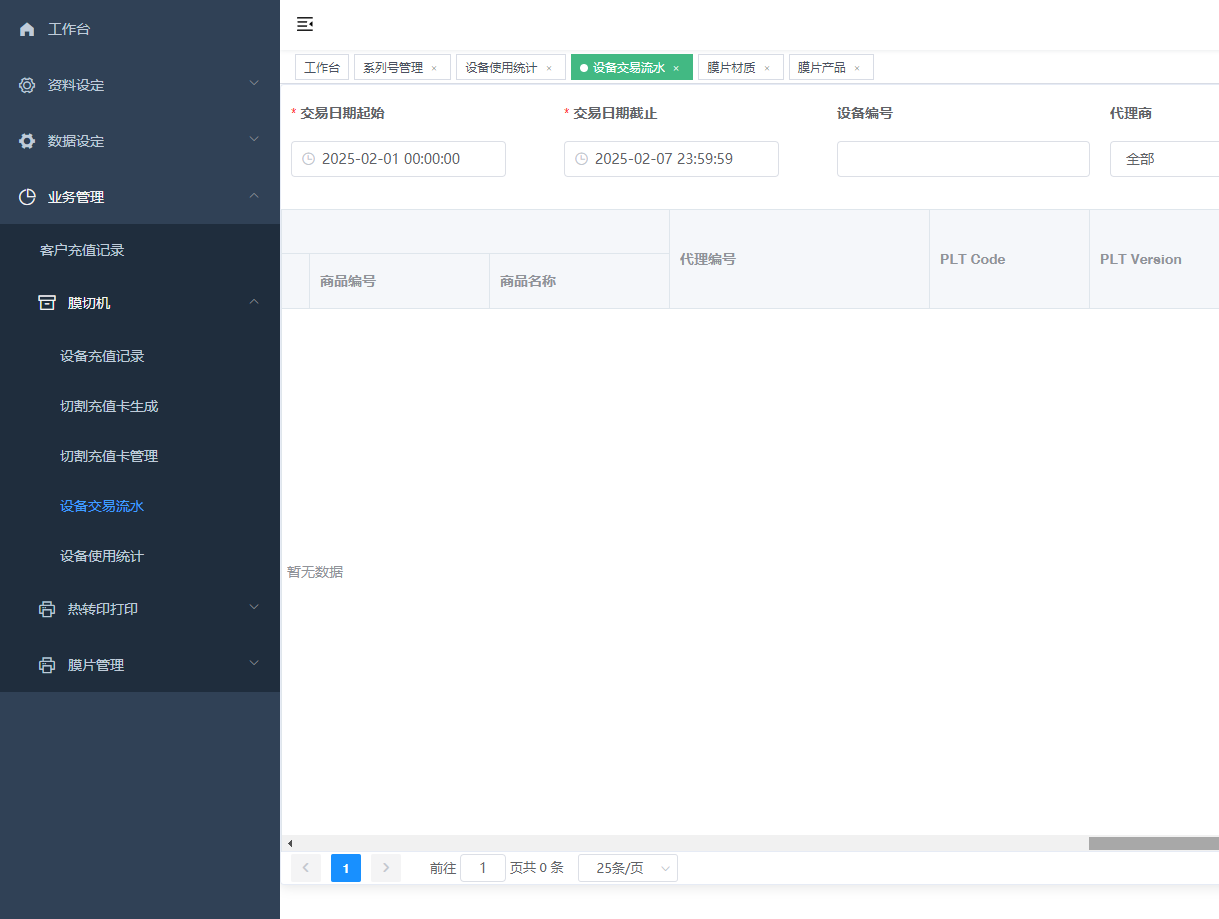 工作台
资料设定
数据设定
业务管理
客户充值记录
膜切机
设备充值记录
切割充值卡生成
切割充值卡管理
设备交易流水
设备使用统计
热转印打印
膜片管理
工作台 系列号管理 × 设备使用统计 × 设备交易流水 × 膜片材质 × 膜片产品 ×
* 交易日期起始 * 交易日期截止 设备编号 代理商
2025-02-01 00:00:00 2025-02-07 23:59:59 全部
代理编号 PLT Code PLT Version
商品编号 商品名称
暂无数据
1 前往 1 页共 0 条 25条/页